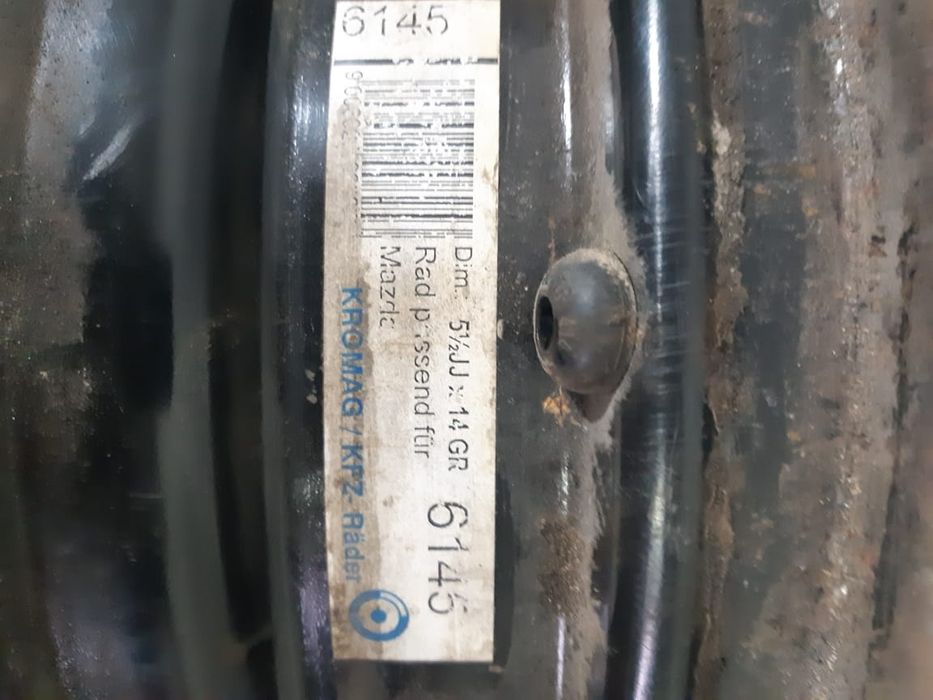 6145
Dim. 5½JJ x 14 GR
Rad passend für 6145
Mazda
KROMAG / KPZ- Räder